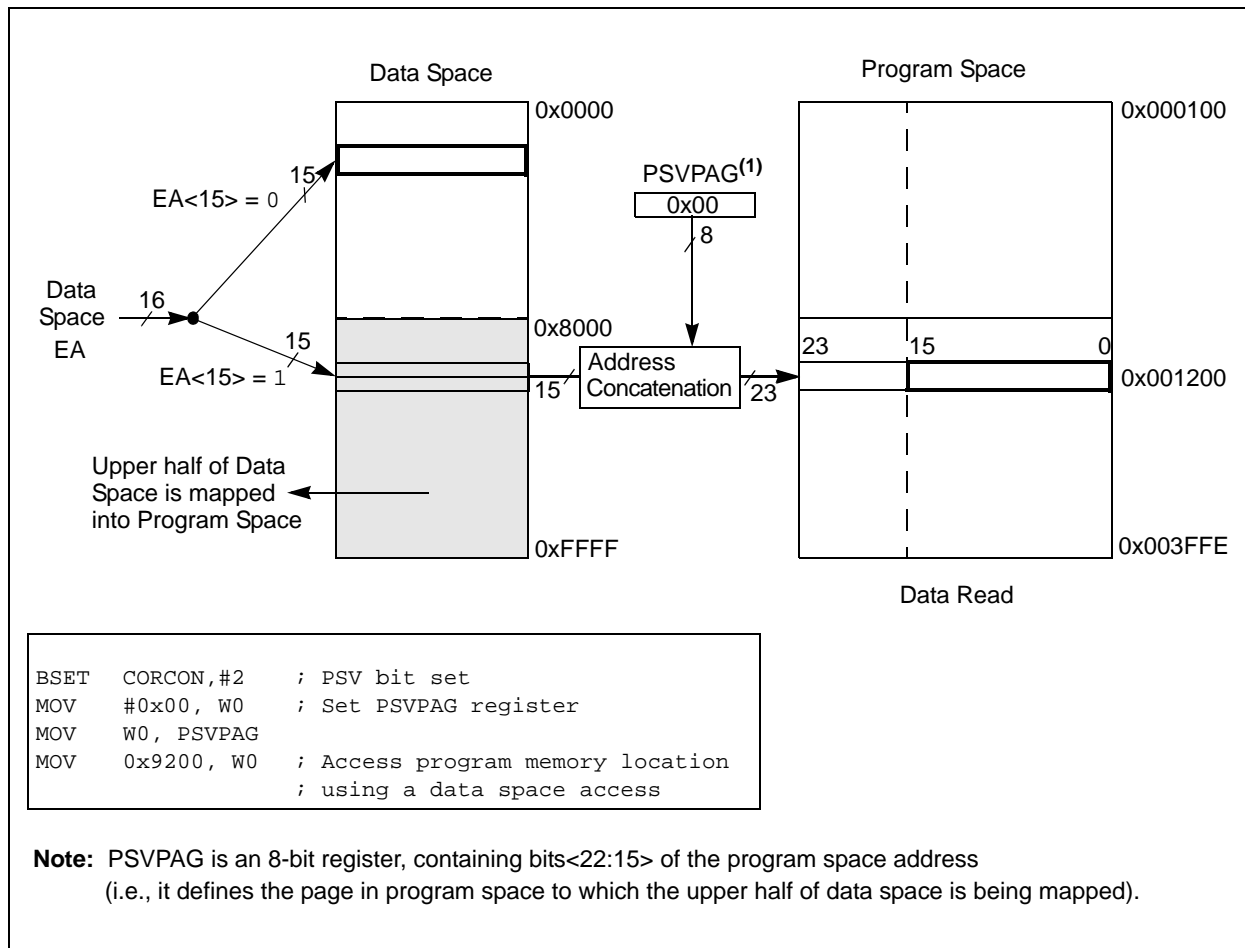 Data Space
Program Space
0x0000
0x000100
15
EA<15> = 0
PSVPAG(1)
0x00
8
Data
Space
EA
16
0x8000
15
EA<15> = 1
15
Address
Concatenation
23
23 15 0
0x001200
Upper half of Data
Space is mapped
into Program Space
0xFFFF
0x003FFE
Data Read
BSET CORCON,#2 ; PSV bit set
MOV #0x00, W0 ; Set PSVPAG register
MOV W0, PSVPAG
MOV 0x9200, W0 ; Access program memory location
; using a data space access
Note: PSVPAG is an 8-bit register, containing bits<22:15> of the program space address
(i.e., it defines the page in program space to which the upper half of data space is being mapped).